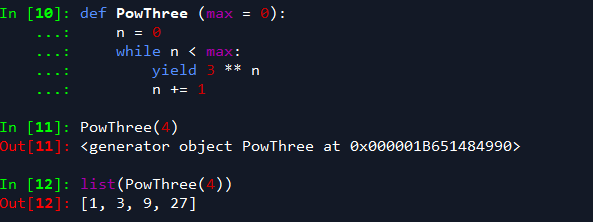 In [10]: def PowThree (max = 0):
    ...:     n = 0
    ...:     while n < max:
    ...:         yield 3 ** n
    ...:         n += 1
In [11]: PowThree(4)
Out[11]: <generator object PowThree at 0x000001B651484990>
In [12]: list(PowThree(4))
Out[12]: [1, 3, 9, 27]